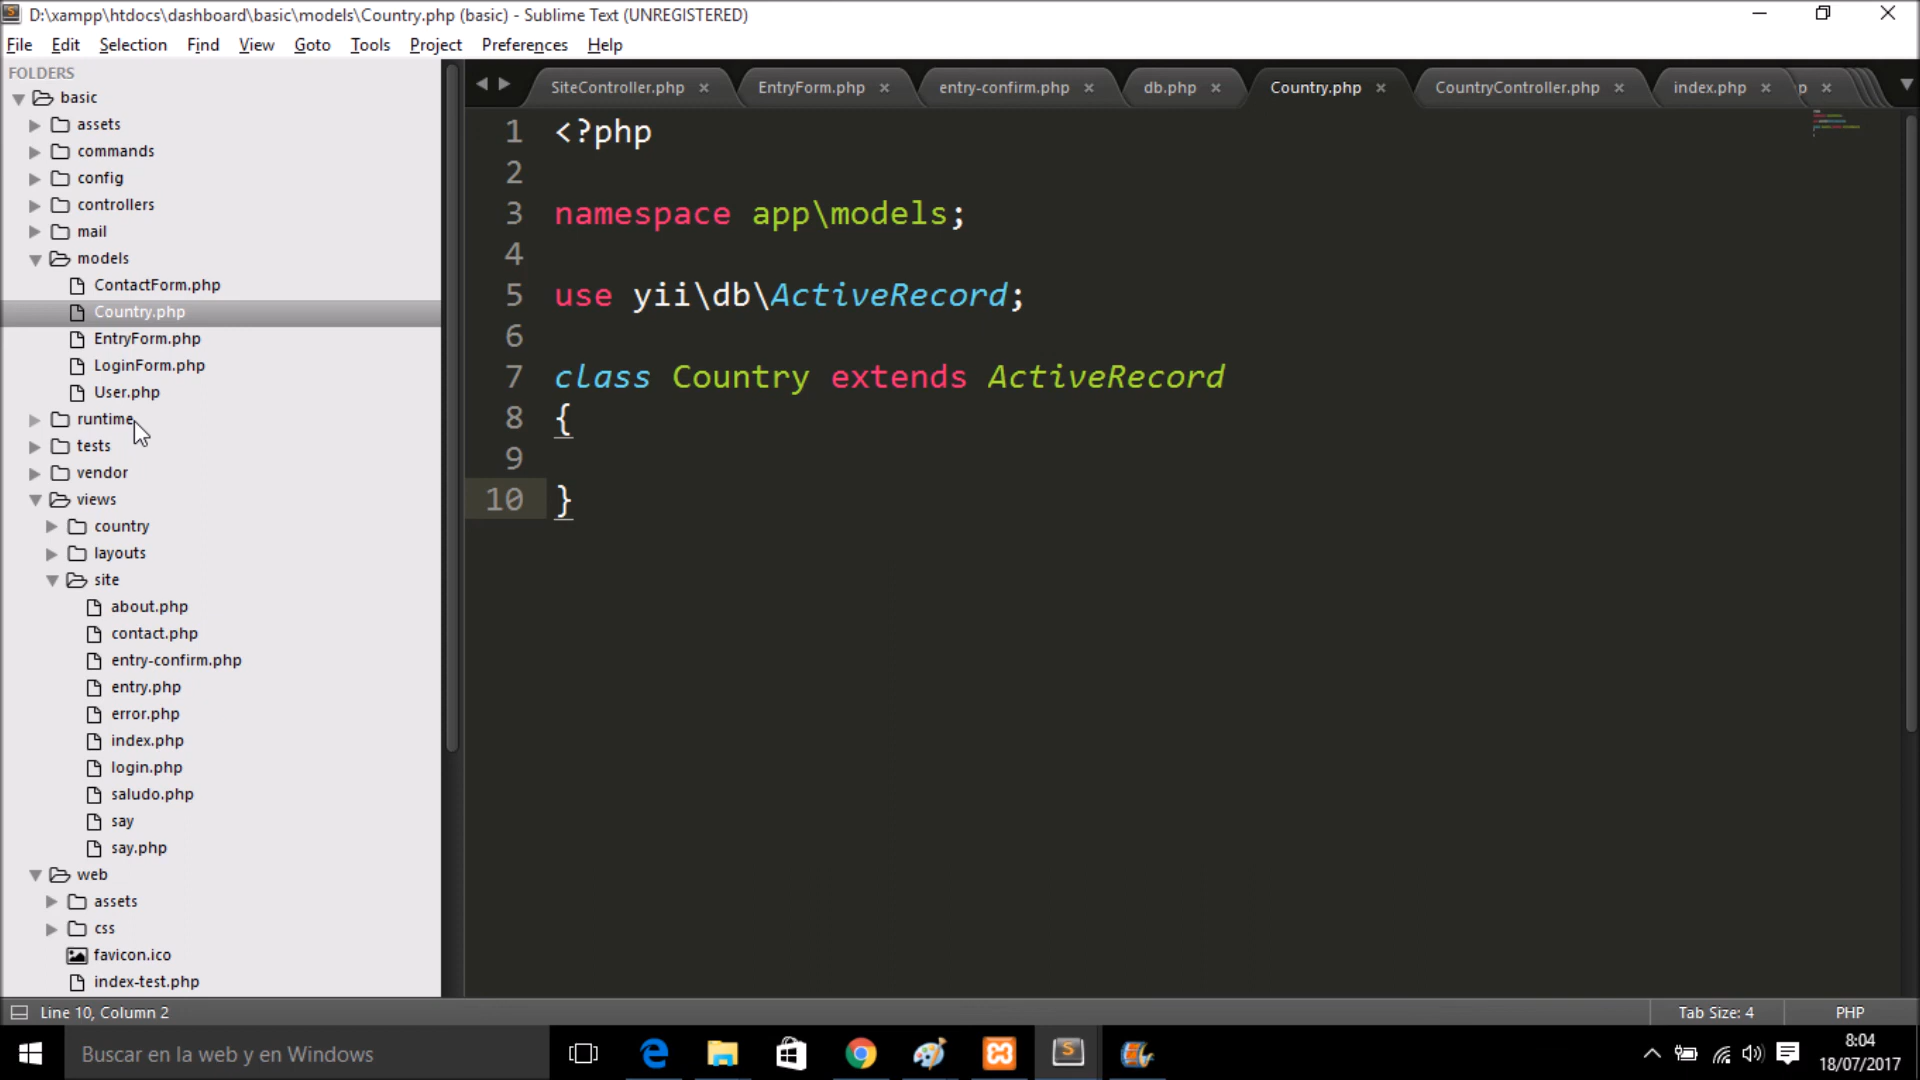 D:\xampp\htdocs\dashboard\basic\models\Country.php (basic) - Sublime Text (UNREGISTERED)
File Edit Selection Find View Goto Tools Project Preferences Help
FOLDERS
basic
assets
commands
config
controllers
mail
models
ContactForm.php
Country.php
EntryForm.php
LoginForm.php
User.php
runtime
tests
vendor
views
country
layouts
site
about.php
contact.php
entry-confirm.php
entry.php
error.php
index.php
login.php
saludo.php
say
say.php
web
assets
css
favicon.ico
index-test.php
SiteController.php × EntryForm.php × entry-confirm.php × db.php × Country.php × CountryController.php × index.php × p ×
1 <?php
2
3 namespace app\models;
4
5 use yii\db\ActiveRecord;
6
7 class Country extends ActiveRecord
8 {
9
10 }
Line 10, Column 2 Tab Size: 4 PHP
Buscar en la web y en Windows
8:04
18/07/2017